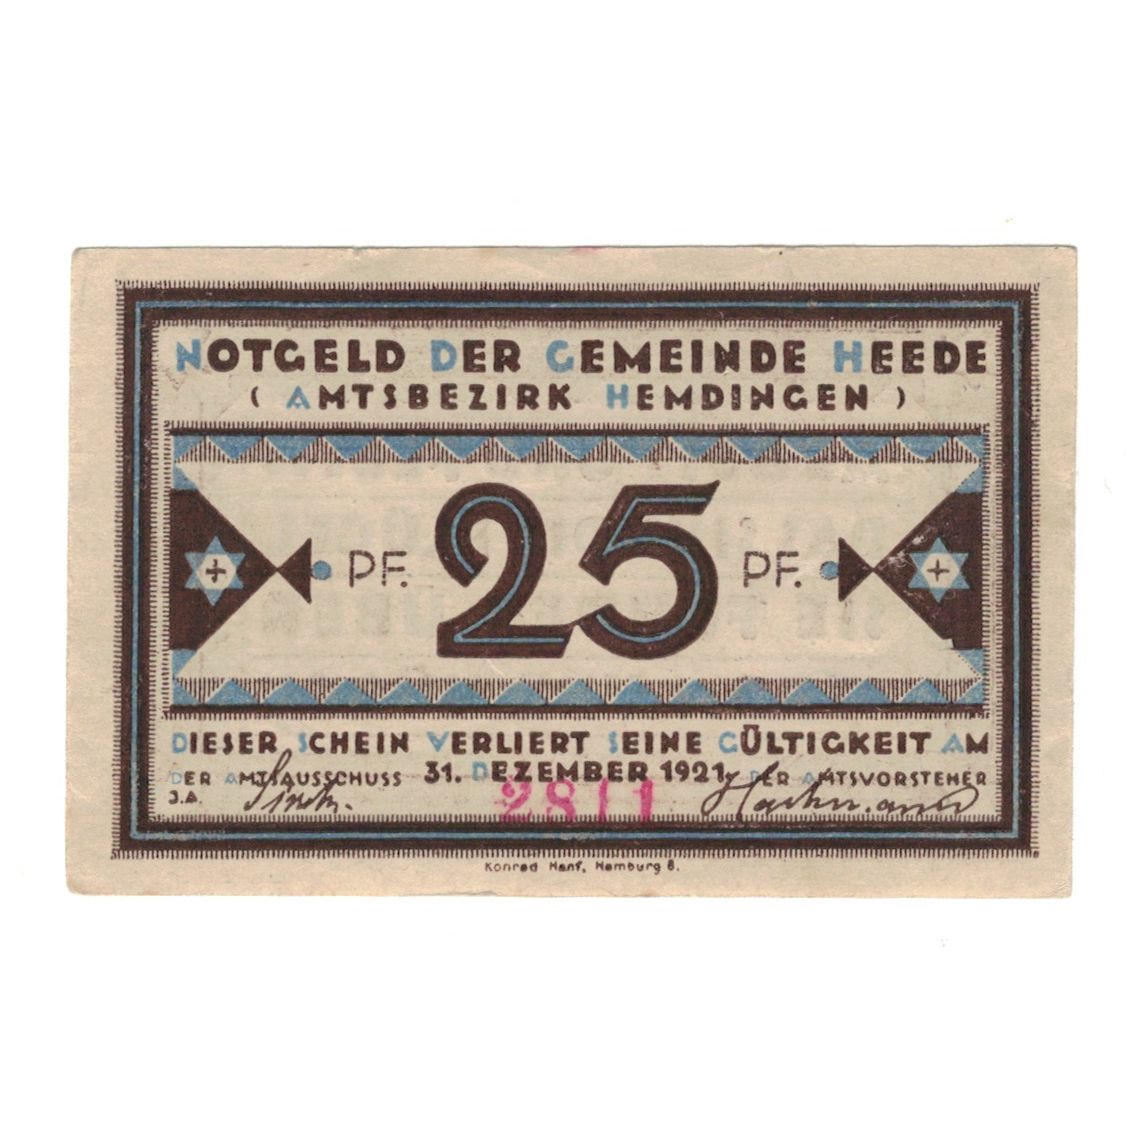 NOTGELD DER GEMEINDE HEEDE
( AMTSBEZIRK HEMDINGEN )
PF. 25 PF.
DIESER SCHEIN VERLIERT SEINE GÜLTIGKEIT AM
DER AMTSAUSSCHUSS 31. DEZEMBER 1921 DER AMTSVORSTEHER
J.A. 2811
Konrad Hanf, Hamburg 8.